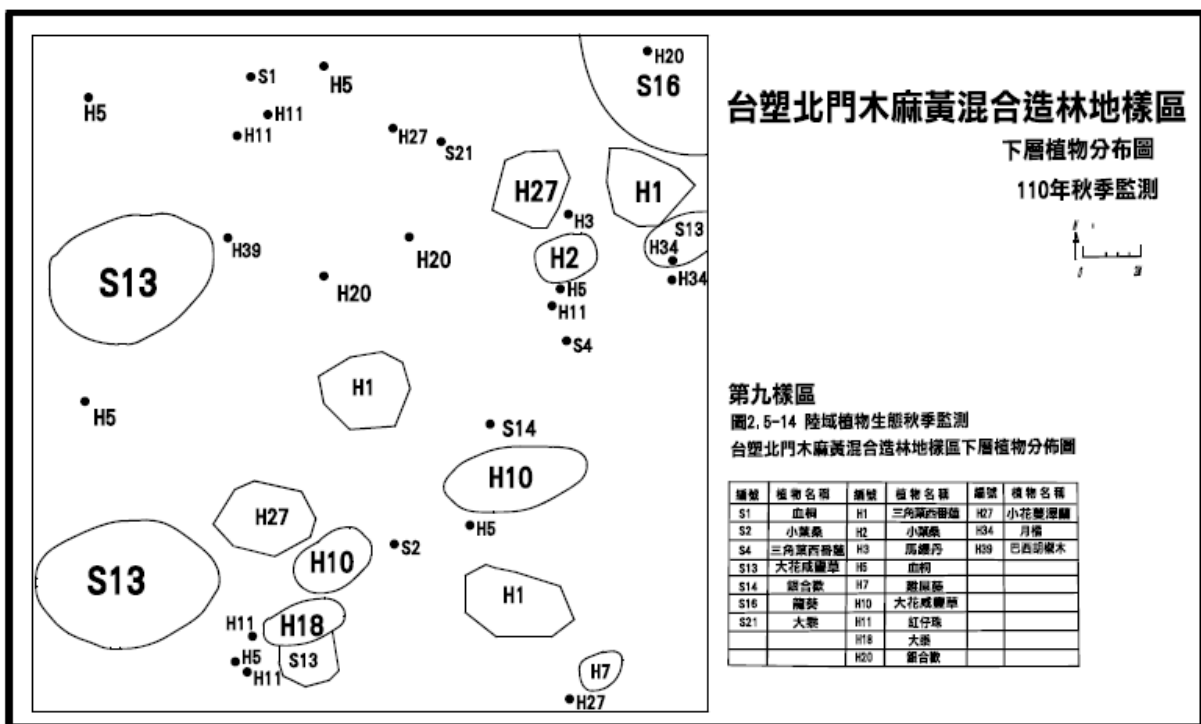 H20
S16
S1
H5
H5
H11
H11
H27
S21
H27
H1
H3
S13
H34
H34
H39
H20
H2
S13
H20
H5
H11
S4
H1
H5
S14
H10
H27
H5
S2
H10
S13
H1
H18
H11
S13
H5
H11
H7
H27
台塑北門木麻黃混合造林地樣區
下層植物分布圖
110年秋季監測
0
第九樣區
圖2,5-14 陸域植物生態秋季監測
台塑北門木麻黃混合造林地樣區下層植物分佈圖
編號 植物名稱 編號 植物名稱 編號 植物名稱
S1 血桐 H1 三角葉西番蓮 H27 小花蔓澤蘭
S2 小葉桑 H2 小葉桑 H34 月橘
S4 三角葉西番蓮 H3 馬纓丹 H39 巴西胡椒木
S13 大花咸豐草 H5 血桐
S14 銀合歡 H7 雞屎藤
S16 龍葵 H10 大花咸豐草
S21 大黍 H11 紅仔珠
H18 大黍
H20 銀合歡